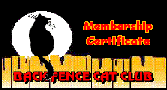 Membership
Certificate
BACK FENCE CAT CLUB